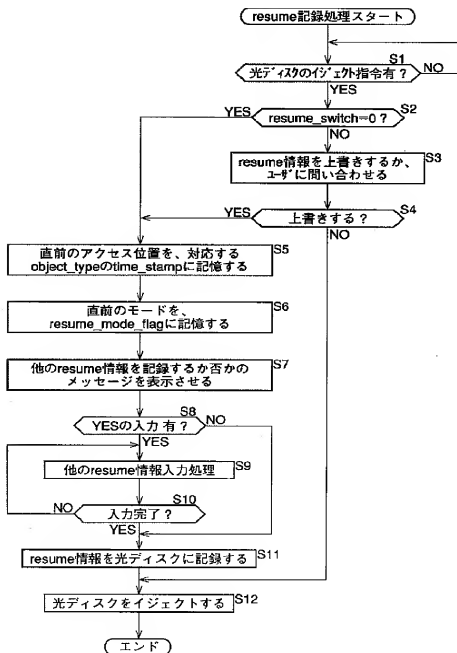 resume記録処理スタート
S1
光ディスクのイジェクト指令有？
NO
YES
S2
YES
resume_switch=0？
NO
resume情報を上書きするか、
ユーザに問い合わせる
S3
S4
YES
上書きする？
NO
直前のアクセス位置を、対応する
object_typeのtime_stampに記憶する
S5
直前のモードを、
resume_mode_flagに記憶する
S6
他のresume情報を記録するか否かの
メッセージを表示させる
S7
S8
YESの入力 有？
NO
YES
他のresume情報入力処理
S9
S10
NO
入力完了？
YES
resume情報を光ディスクに記録する
S11
光ディスクをイジェクトする
S12
エンド